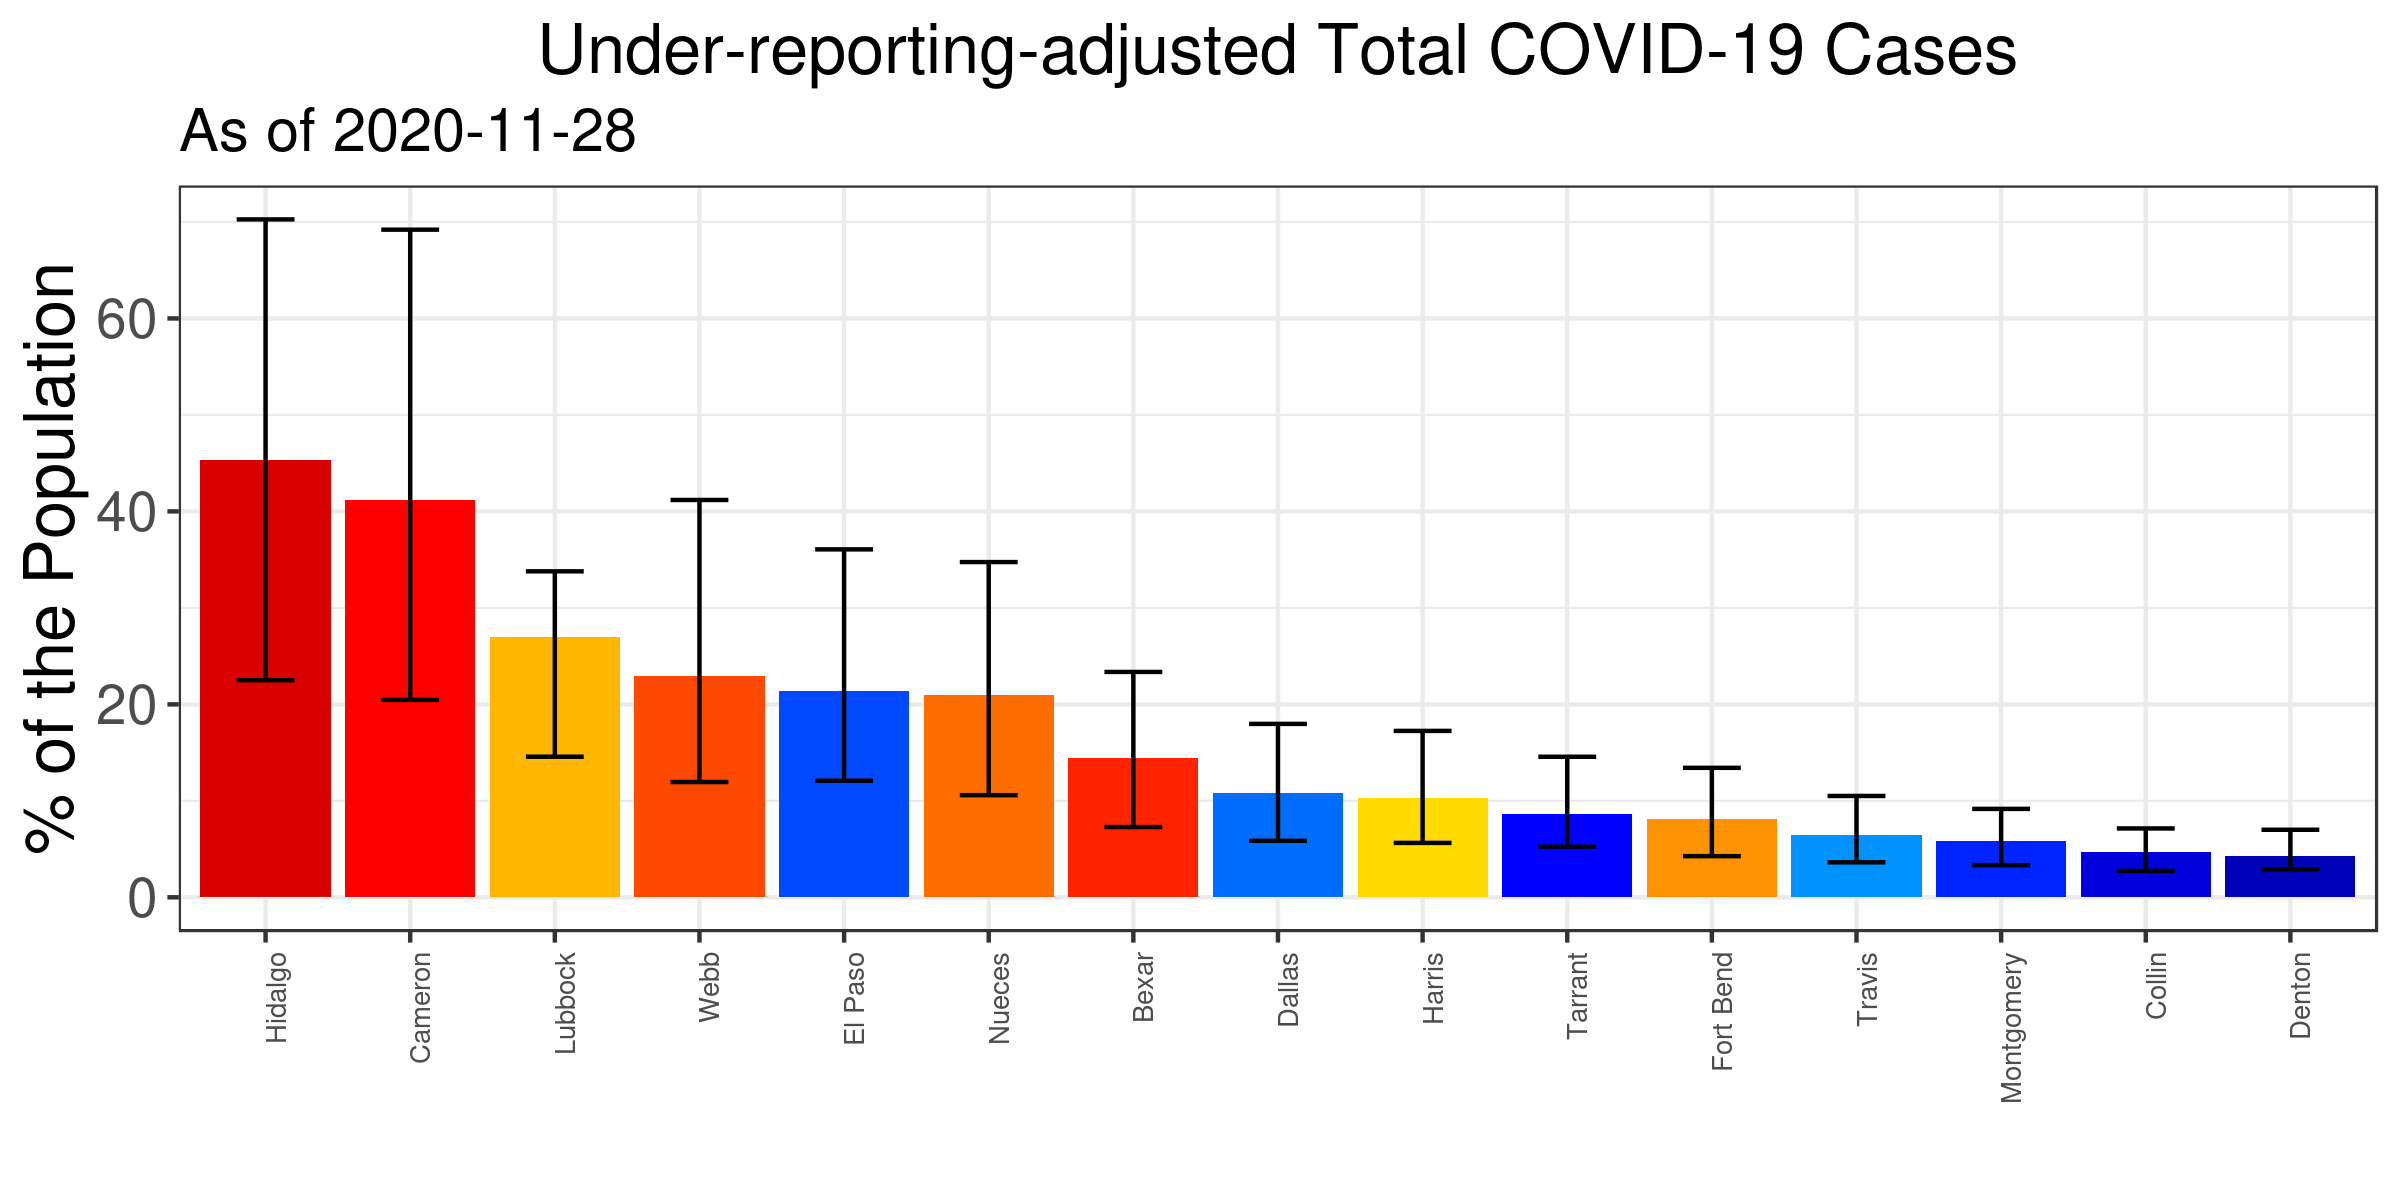 Under-reporting-adjusted Total COVID-19 Cases
As of 2020-11-28
% of the Population
60
40
20
0
Hidalgo
Cameron
Lubbock
Webb
El Paso
Nueces
Bexar
Dallas
Harris
Tarrant
Fort Bend
Travis
Montgomery
Collin
Denton